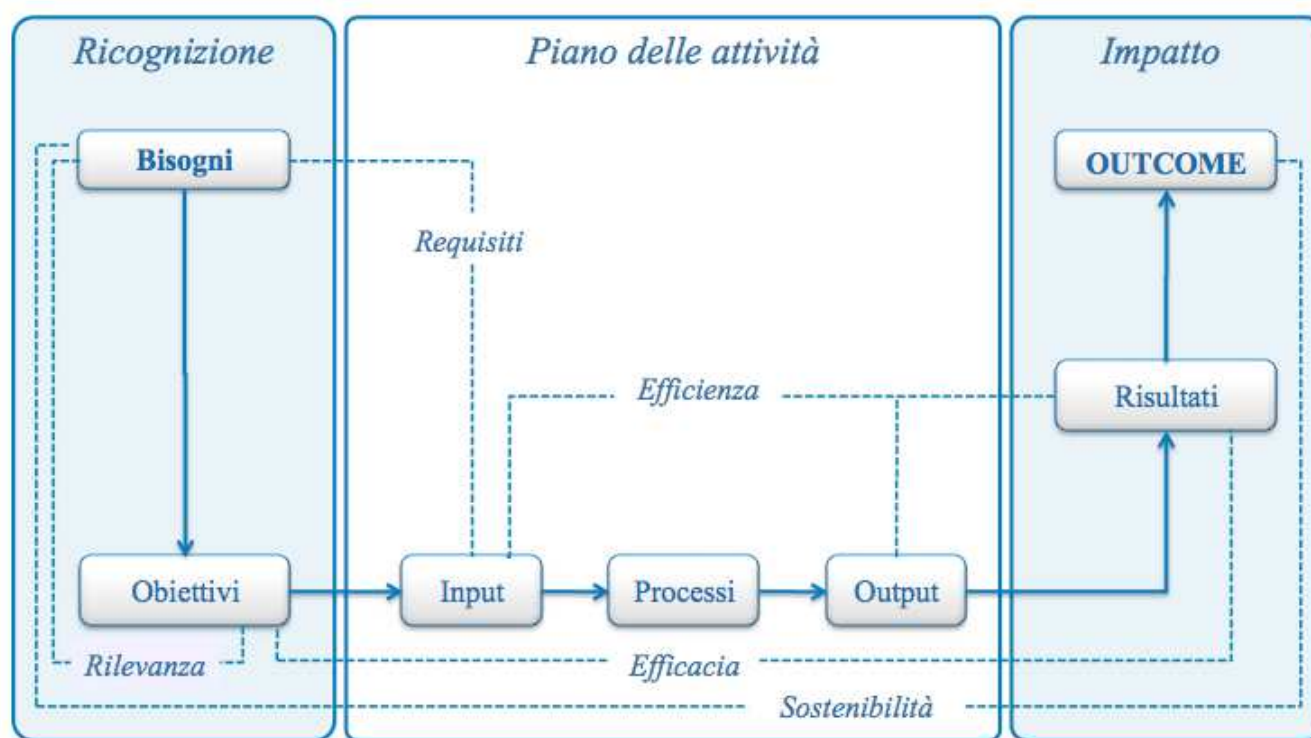 Ricognizione
Piano delle attività
Impatto
Bisogni
OUTCOME
Requisiti
Efficienza
Risultati
Obiettivi
Input
Processi
Output
Rilevanza
Efficacia
Sostenibilità